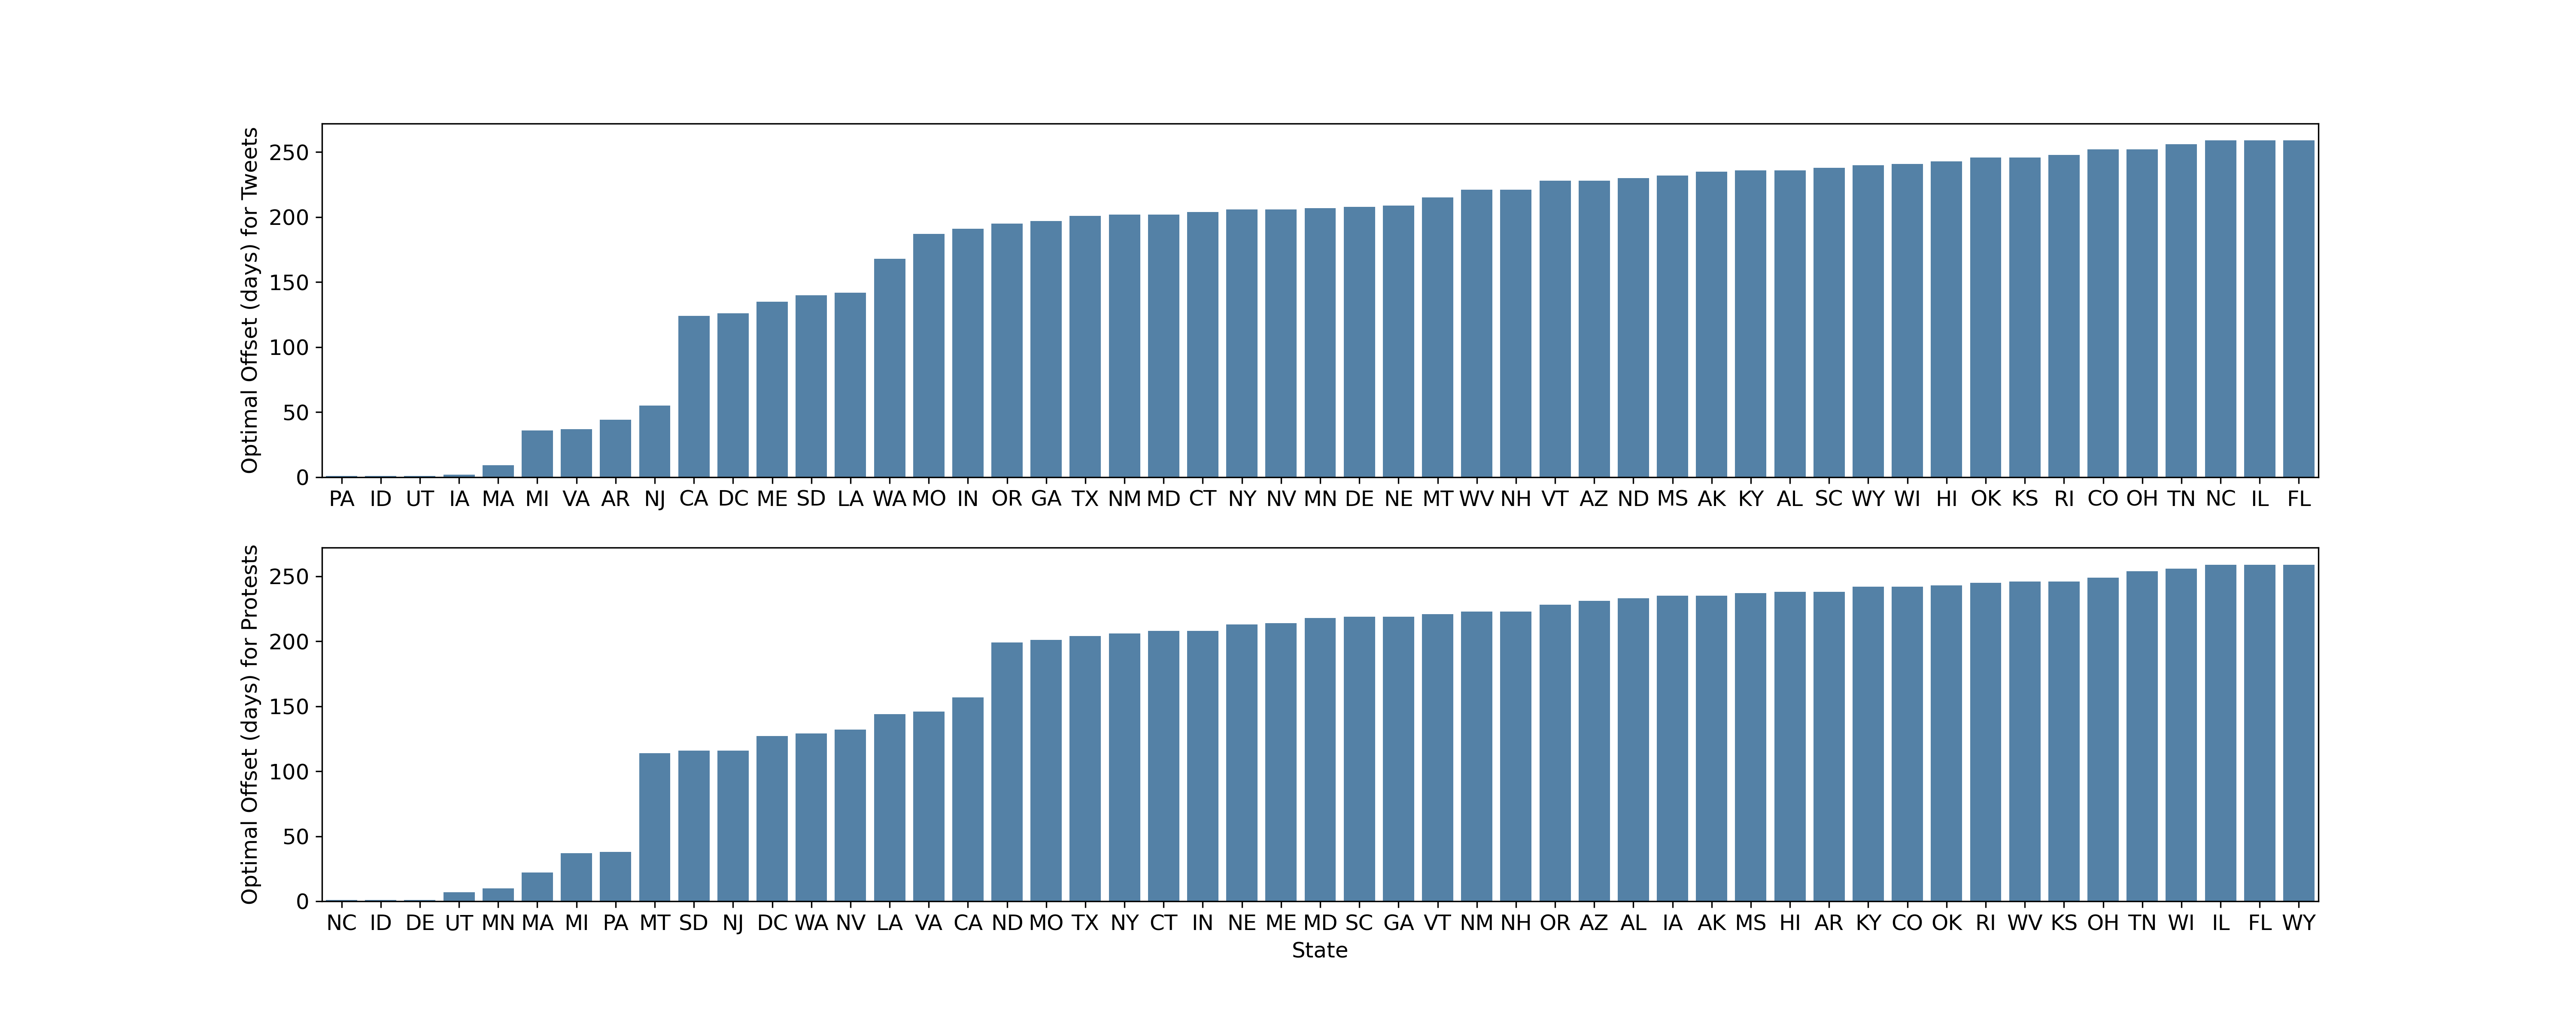 Optimal Offset (days) for Tweets
250
200
150
100
50
0
PA ID UT IA MA MI VA AR NJ CA DC ME SD LA WA MO IN OR GA TX NM MD CT NY NV MN DE NE MT WV NH VT AZ ND MS AK KY AL SC WY WI HI OK KS RI CO OH TN NC IL FL
Optimal Offset (days) for Protests
250
200
150
100
50
0
NC ID DE UT MN MA MI PA MT SD NJ DC WA NV LA VA CA ND MO TX NY CT IN NE ME MD SC GA VT NM NH OR AZ AL IA AK MS HI AR KY CO OK RI WV KS OH TN WI IL FL WY
State